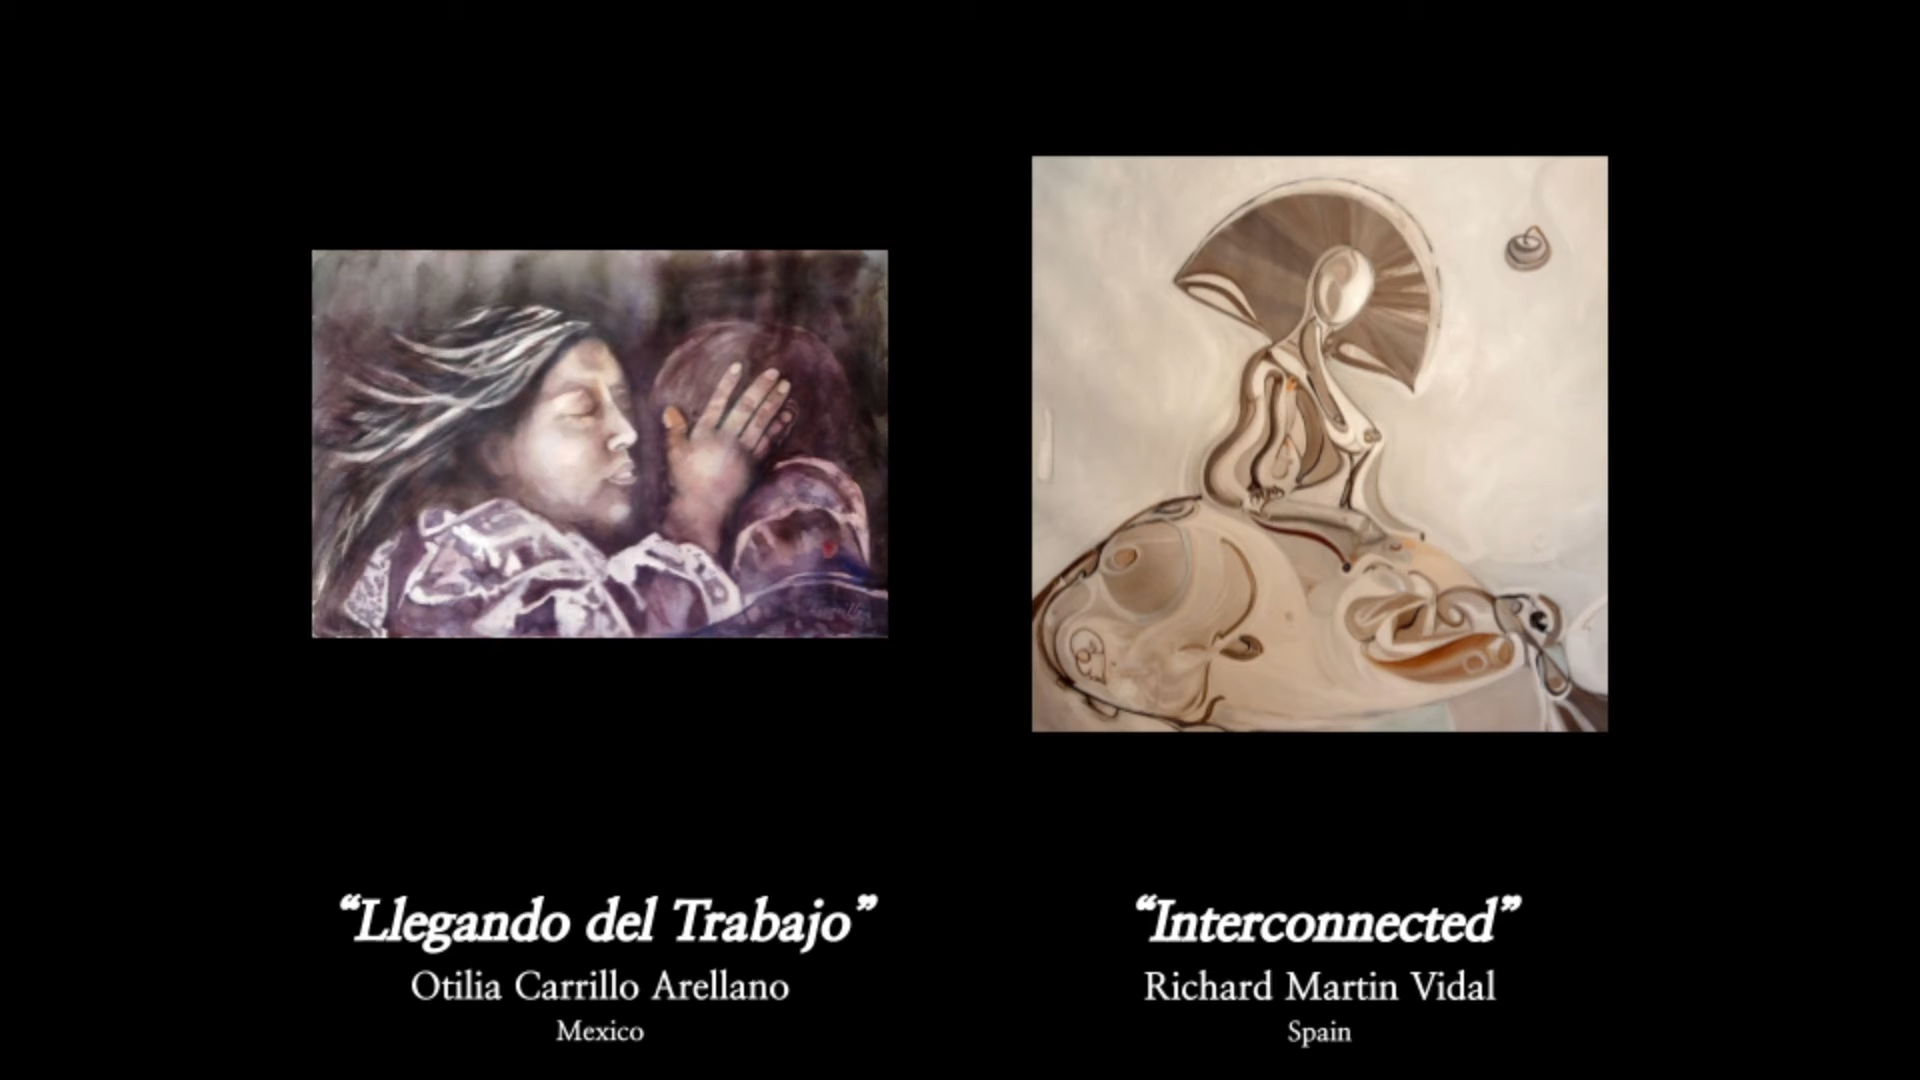 “Llegando del Trabajo”
Otilia Carrillo Arellano
Mexico
“Interconnected”
Richard Martin Vidal
Spain